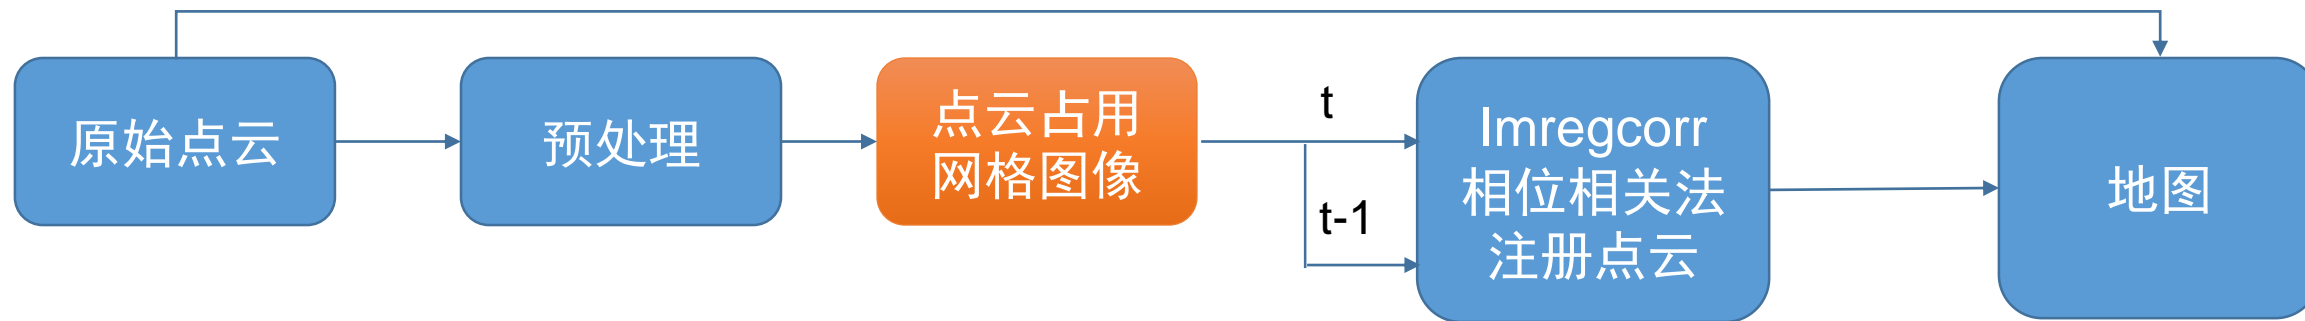 原始点云
预处理
点云占用
网格图像
t
t-1
Imregcorr
相位相关法
注册点云
地图